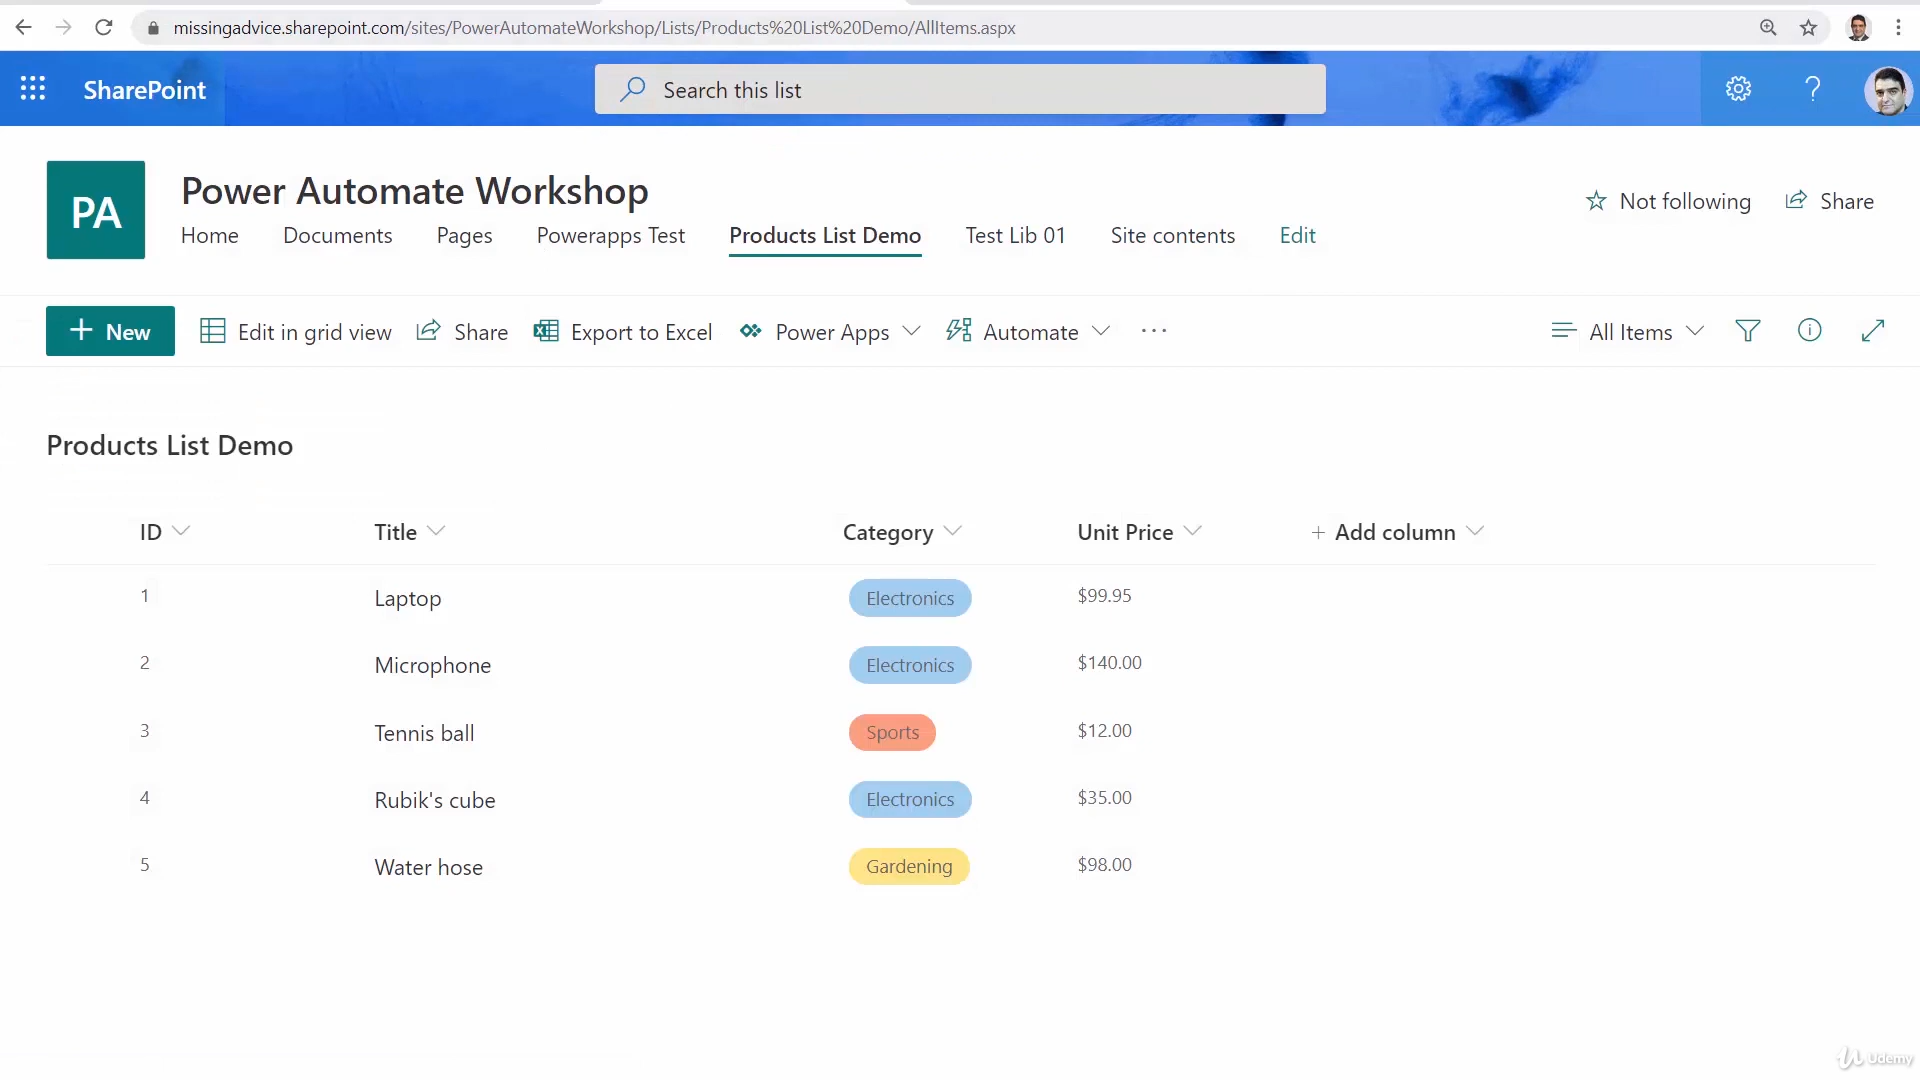 missingadvice.sharepoint.com/sites/PowerAutomateWorkshop/Lists/Products%20List%20Demo/AllItems.aspx
SharePoint Search this list
PA
Power Automate Workshop
Not following Share
Home Documents Pages Powerapps Test Products List Demo Test Lib 01 Site contents Edit
+ New Edit in grid view Share Export to Excel Power Apps Automate ··· All Items
Products List Demo
ID Title Category Unit Price + Add column
1 Laptop Electronics $99.95
2 Microphone Electronics $140.00
3 Tennis ball Sports $12.00
4 Rubik's cube Electronics $35.00
5 Water hose Gardening $98.00
Udemy